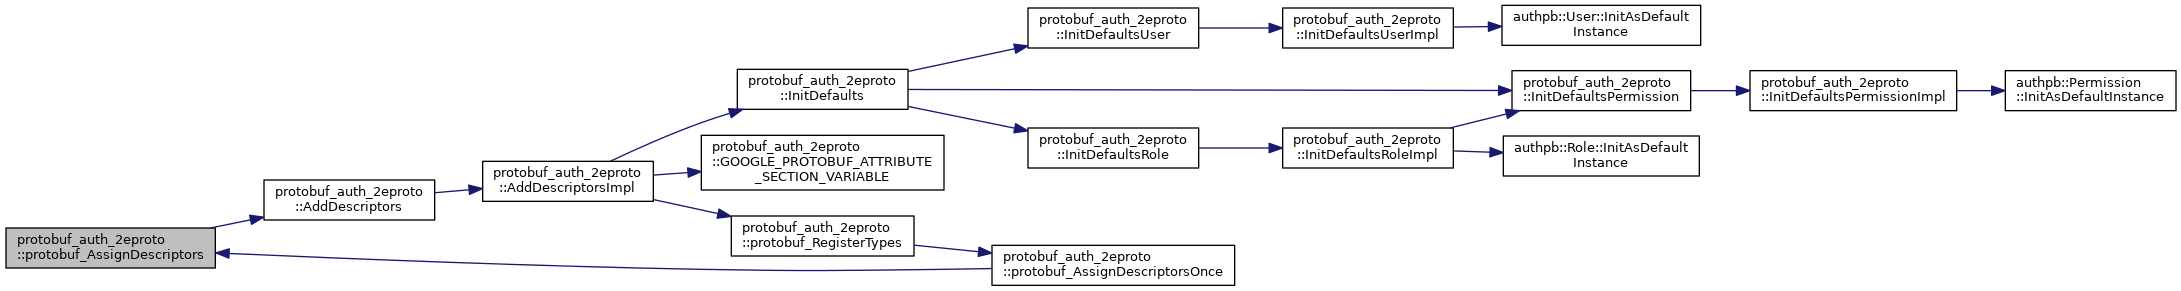 protobuf_auth_2eproto
::protobuf_AssignDescriptors
protobuf_auth_2eproto
::AddDescriptors
protobuf_auth_2eproto
::AddDescriptorsImpl
protobuf_auth_2eproto
::InitDefaults
protobuf_auth_2eproto
::GOOGLE_PROTOBUF_ATTRIBUTE
_SECTION_VARIABLE
protobuf_auth_2eproto
::protobuf_RegisterTypes
protobuf_auth_2eproto
::protobuf_AssignDescriptorsOnce
protobuf_auth_2eproto
::InitDefaultsUser
protobuf_auth_2eproto
::InitDefaultsUserImpl
authpb::User::InitAsDefault
Instance
protobuf_auth_2eproto
::InitDefaultsPermission
protobuf_auth_2eproto
::InitDefaultsPermissionImpl
authpb::Permission
::InitAsDefaultInstance
protobuf_auth_2eproto
::InitDefaultsRole
protobuf_auth_2eproto
::InitDefaultsRoleImpl
authpb::Role::InitAsDefault
Instance